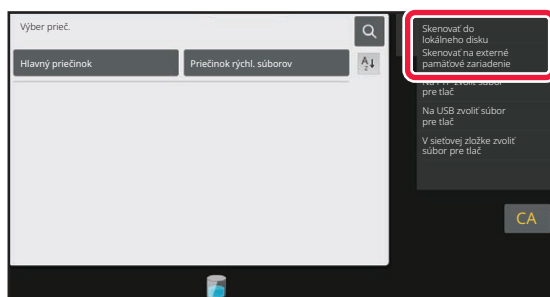 Výber prieč.
Hlavný priečinok
Priečinok rýchl. súborov
A
z
Skenovať do
lokálneho disku
Skenovať na externé
pamäťové zariadenie
pre tlač
Na USB zvoliť súbor
pre tlač
V sieťovej zložke zvoliť
súbor pre tlač
CA